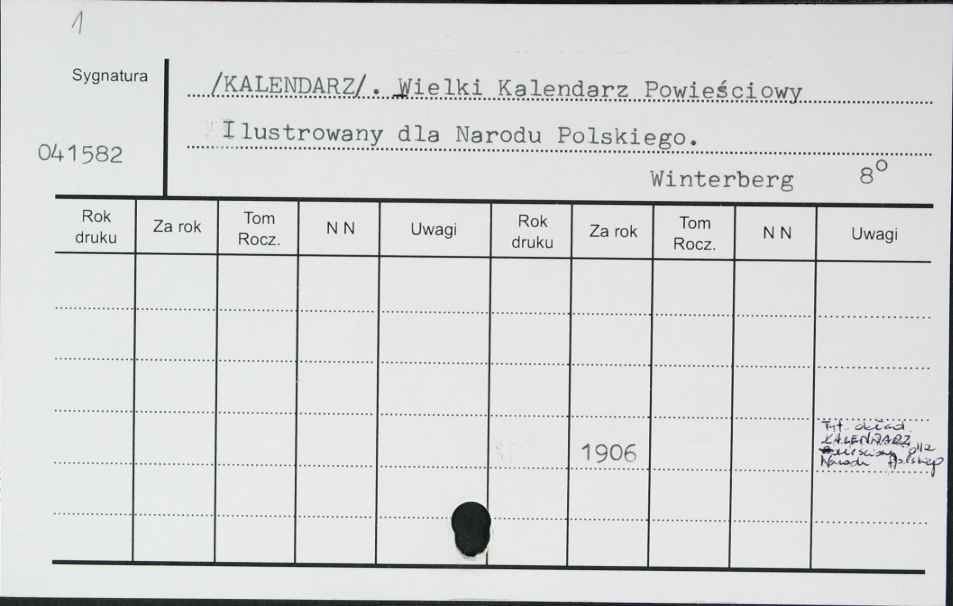 1
Sygnatura
/KALENDARZ/. Wielki Kalendarz Powieściowy
Ilustrowany dla Narodu Polskiego.
041582
Winterberg 8°
Rok druku Za rok Tom Rocz. N N Uwagi Rok druku Za rok Tom Rocz. N N Uwagi
1906
Tyt. okład.
KALENDARZ
dla
Narodu Polskiego